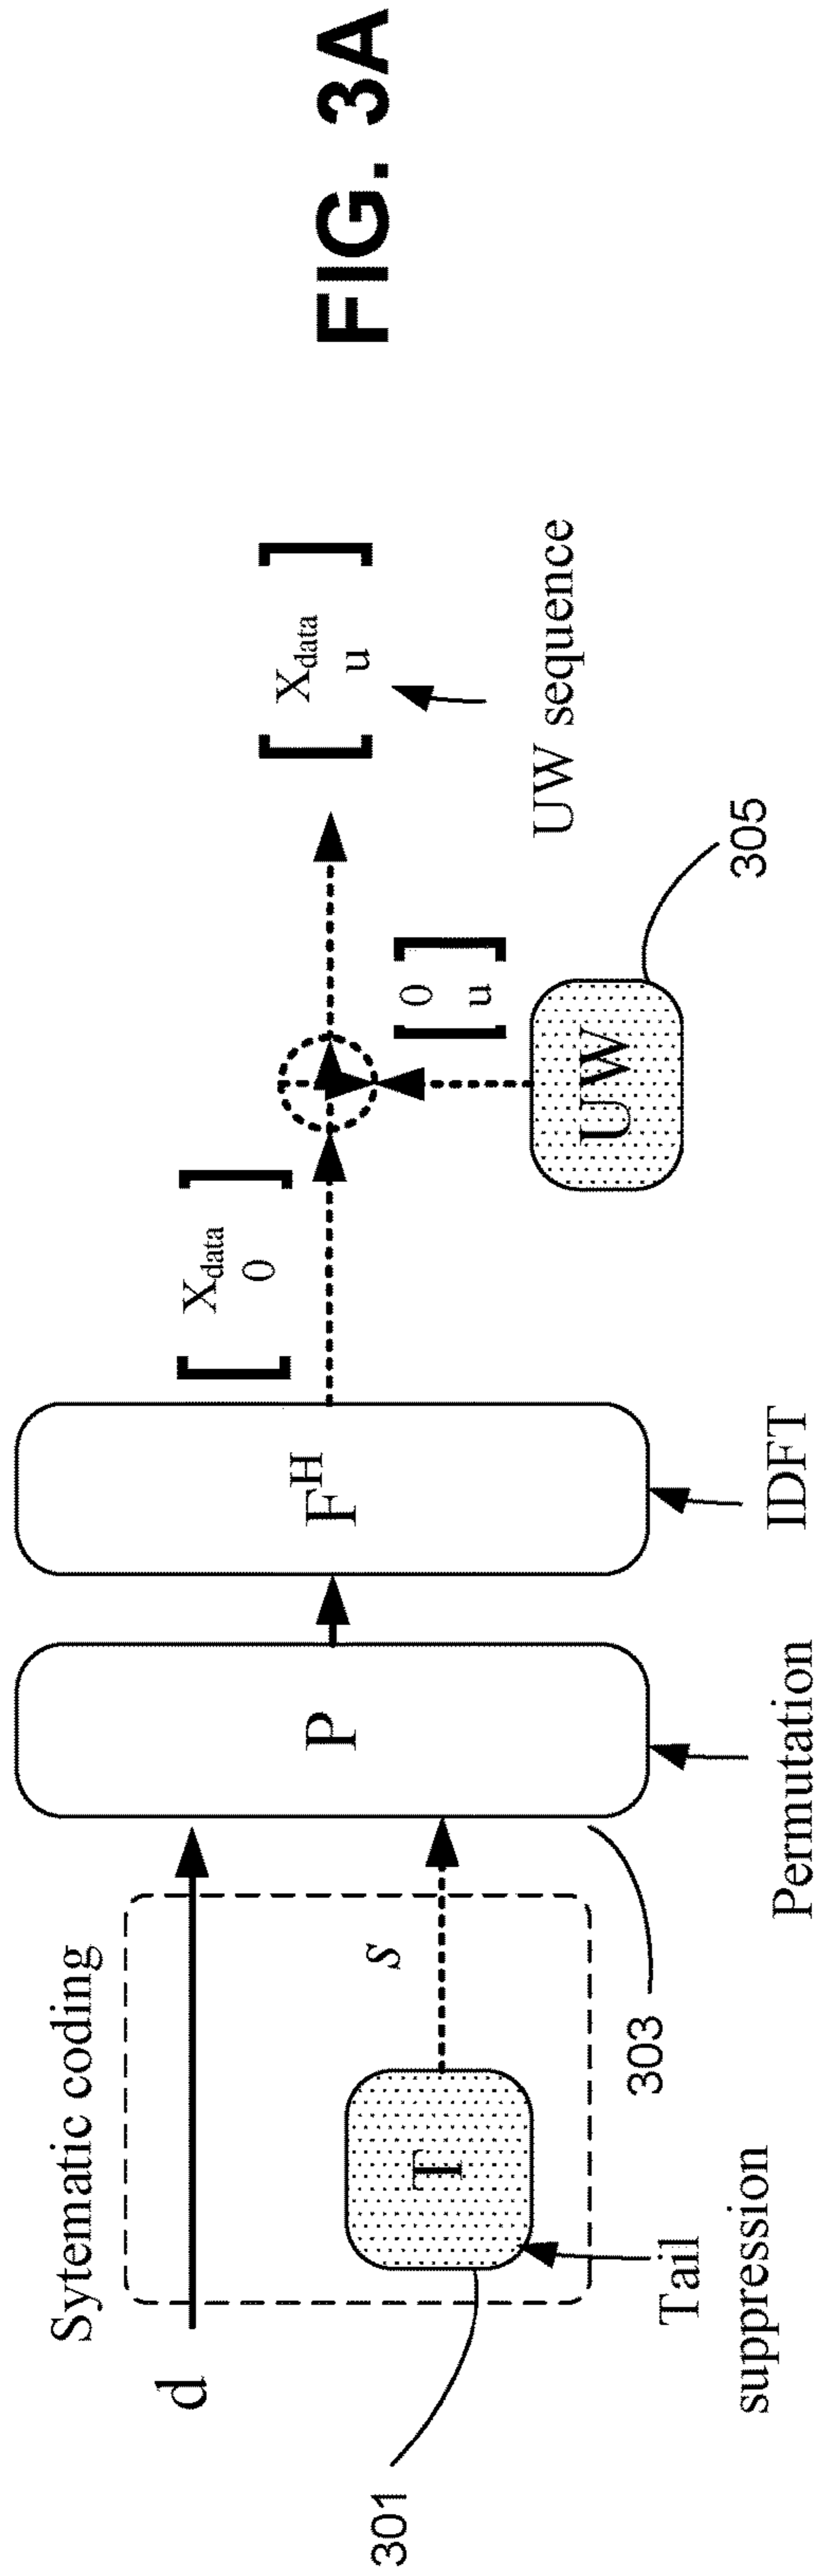 Sytematic coding
d
T
s
301
Tail
suppression
303
P
Permutation
F^H
IDFT
[ X_data
0 ]
[ 0
u ]
UW
305
[ X_data
u ]
UW sequence
FIG. 3A